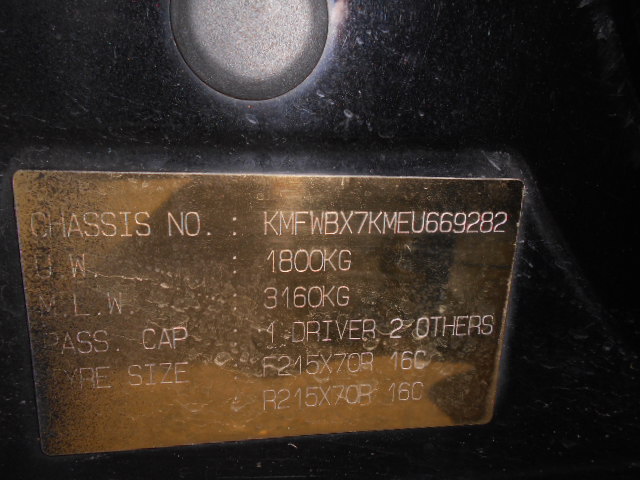 CHASSIS NO. : KMFWBX7KMEU669282
U.W. : 1800KG
M.L.W. : 3160KG
PASS. CAP : 1 DRIVER 2 OTHERS
TYRE SIZE : F215X70R 16C
: R215X70R 16C